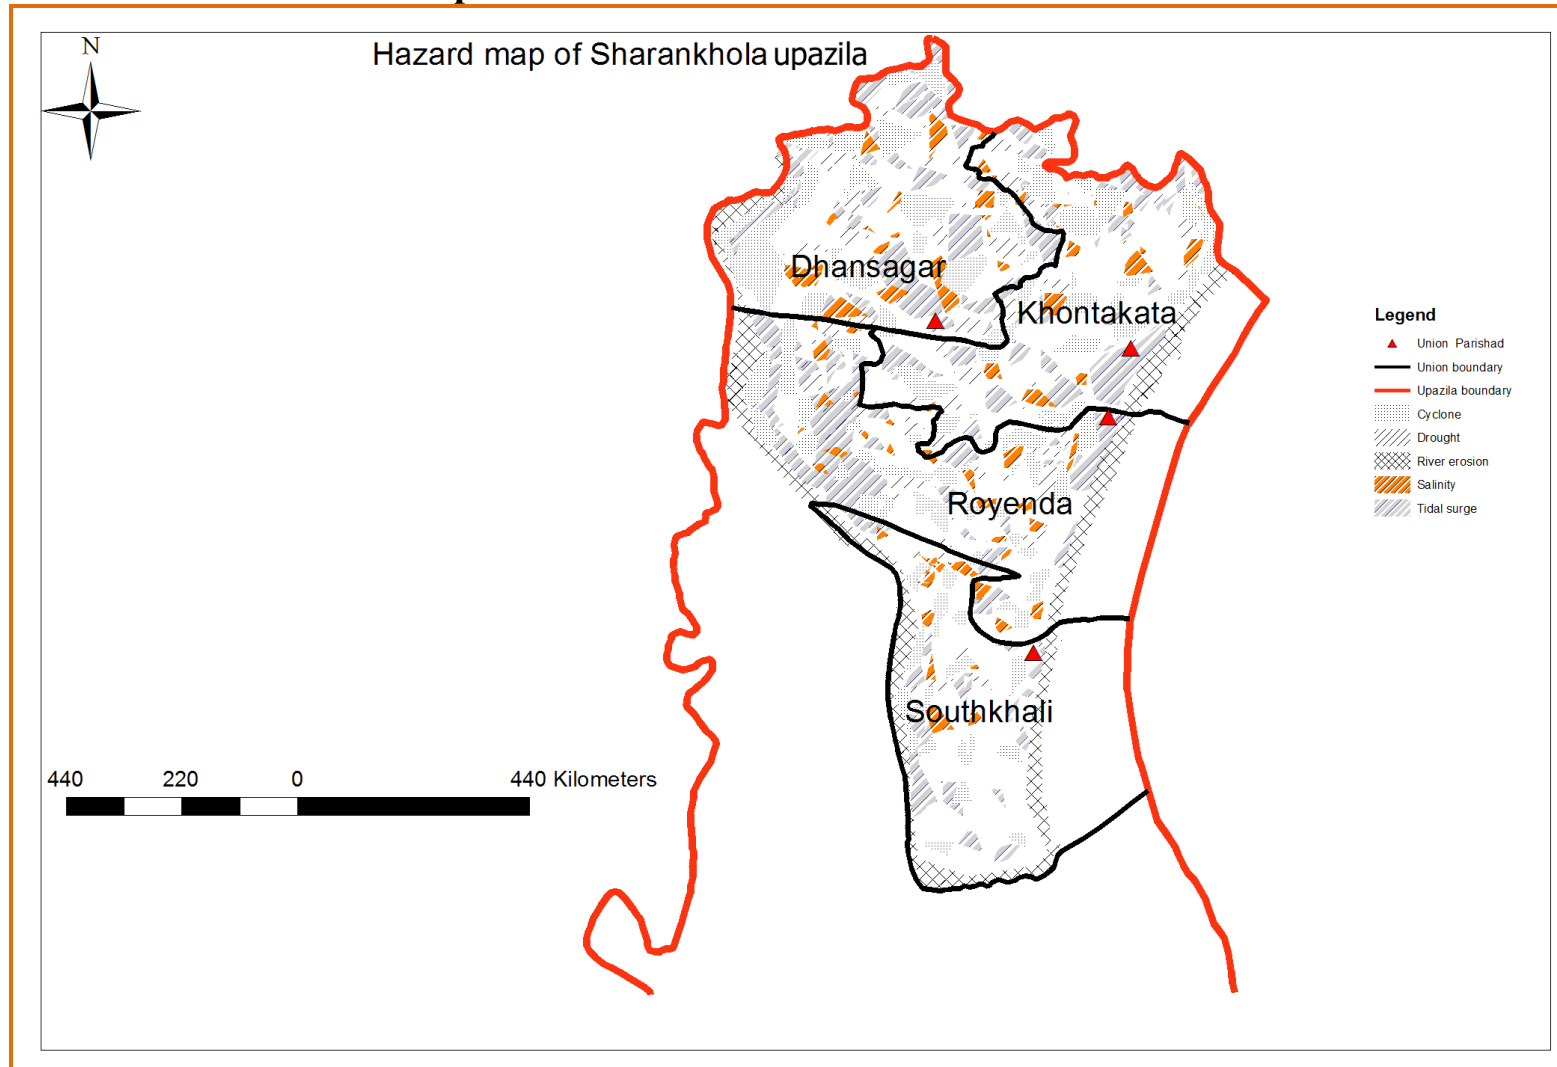 N
Hazard map of Sharankhola upazila
Dhansagar
Khontakata
Royenda
Southkhali
440 220 0 440 Kilometers
Legend
Union Parishad
Union boundary
Upazila boundary
Cyclone
Drought
River erosion
Salinity
Tidal surge